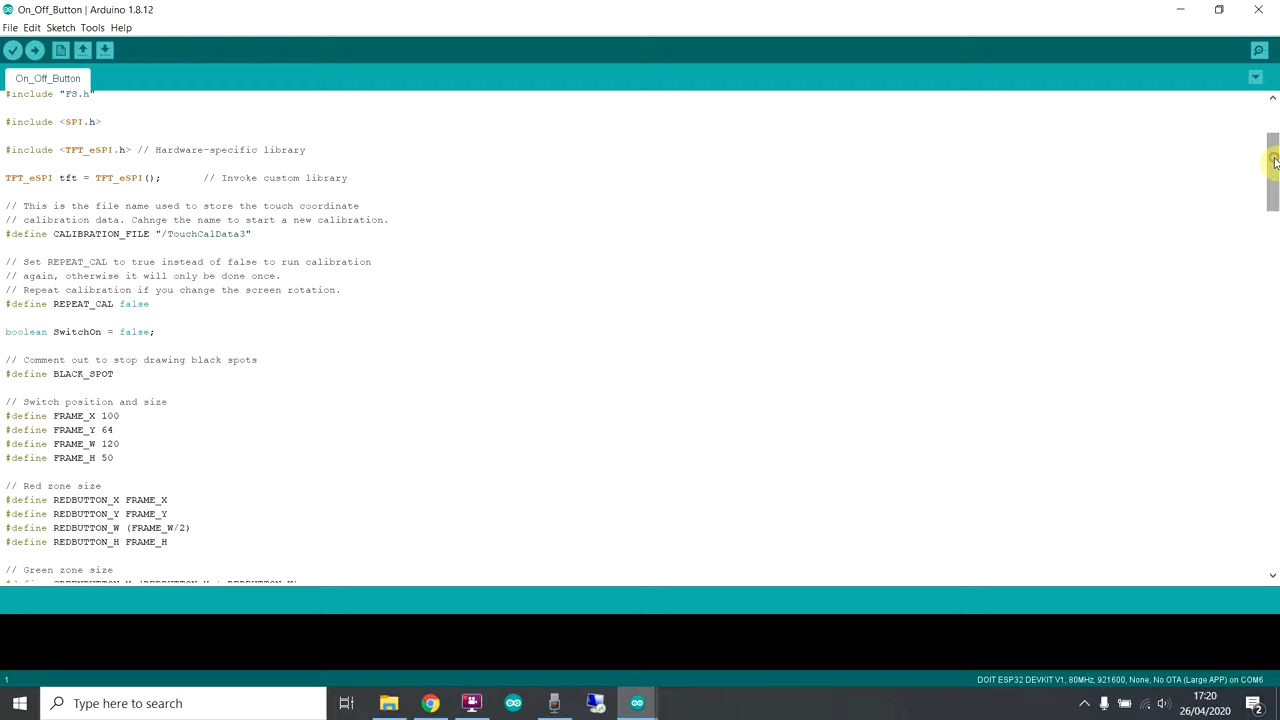 On_Off_Button | Arduino 1.8.12
File Edit Sketch Tools Help
On_Off_Button
#include "FS.h"
#include <SPI.h>
#include <TFT_eSPI.h> // Hardware-specific library
TFT_eSPI tft = TFT_eSPI(); // Invoke custom library
// This is the file name used to store the touch coordinate
// calibration data. Cahnge the name to start a new calibration.
#define CALIBRATION_FILE "/TouchCalData3"
// Set REPEAT_CAL to true instead of false to run calibration
// again, otherwise it will only be done once.
// Repeat calibration if you change the screen rotation.
#define REPEAT_CAL false
boolean SwitchOn = false;
// Comment out to stop drawing black spots
#define BLACK_SPOT
// Switch position and size
#define FRAME_X 100
#define FRAME_Y 64
#define FRAME_W 120
#define FRAME_H 50
// Red zone size
#define REDBUTTON_X FRAME_X
#define REDBUTTON_Y FRAME_Y
#define REDBUTTON_W (FRAME_W/2)
#define REDBUTTON_H FRAME_H
// Green zone size
1
DOIT ESP32 DEVKIT V1, 80MHz, 921600, None, No OTA (Large APP) on COM6
Type here to search
17:20
26/04/2020
2